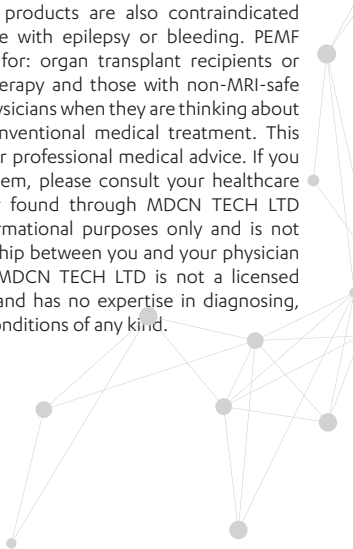 products are also contraindicated
e with epilepsy or bleeding. PEMF
for: organ transplant recipients or
erapy and those with non-MRI-safe
ysicians when they are thinking about
nventional medical treatment. This
r professional medical advice. If you
em, please consult your healthcare
found through MDCN TECH LTD
rmational purposes only and is not
hip between you and your physician
MDCN TECH LTD is not a licensed
and has no expertise in diagnosing,
onditions of any kind.